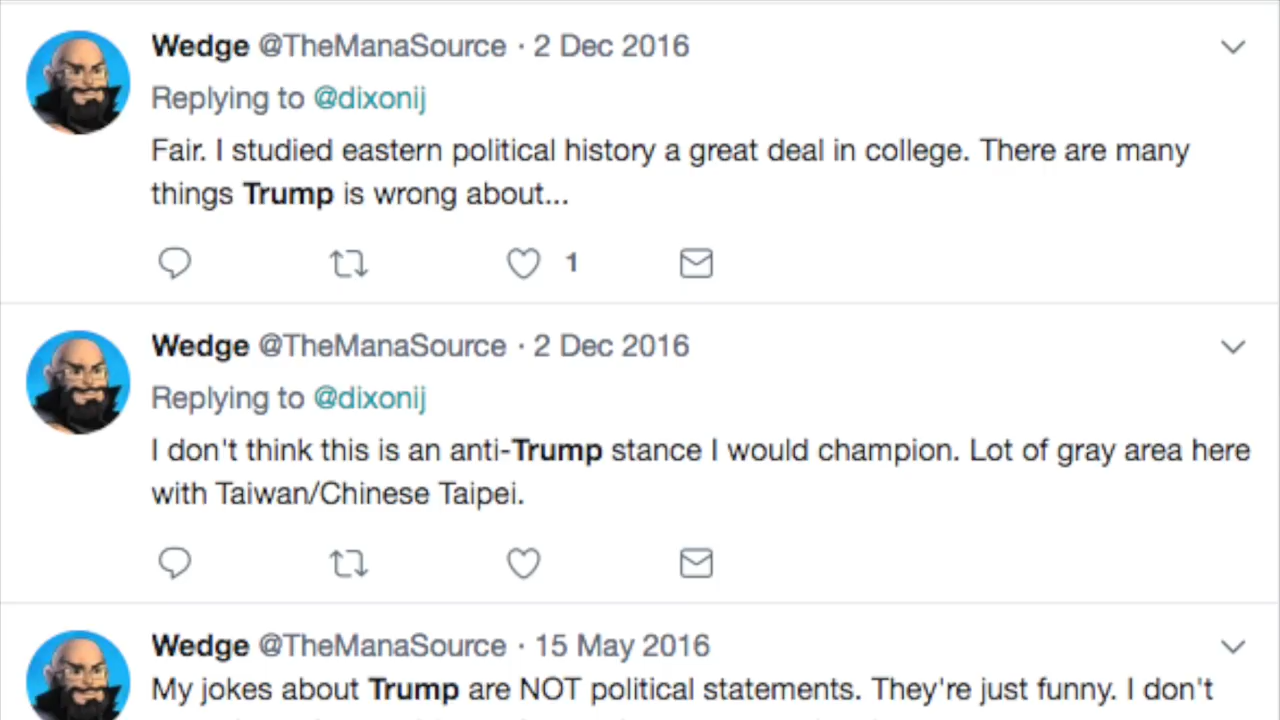 Wedge @TheManaSource · 2 Dec 2016
Replying to @dixonij
Fair. I studied eastern political history a great deal in college. There are many
things Trump is wrong about...
1
Wedge @TheManaSource · 2 Dec 2016
Replying to @dixonij
I don't think this is an anti-Trump stance I would champion. Lot of gray area here
with Taiwan/Chinese Taipei.
Wedge @TheManaSource · 15 May 2016
My jokes about Trump are NOT political statements. They're just funny. I don't